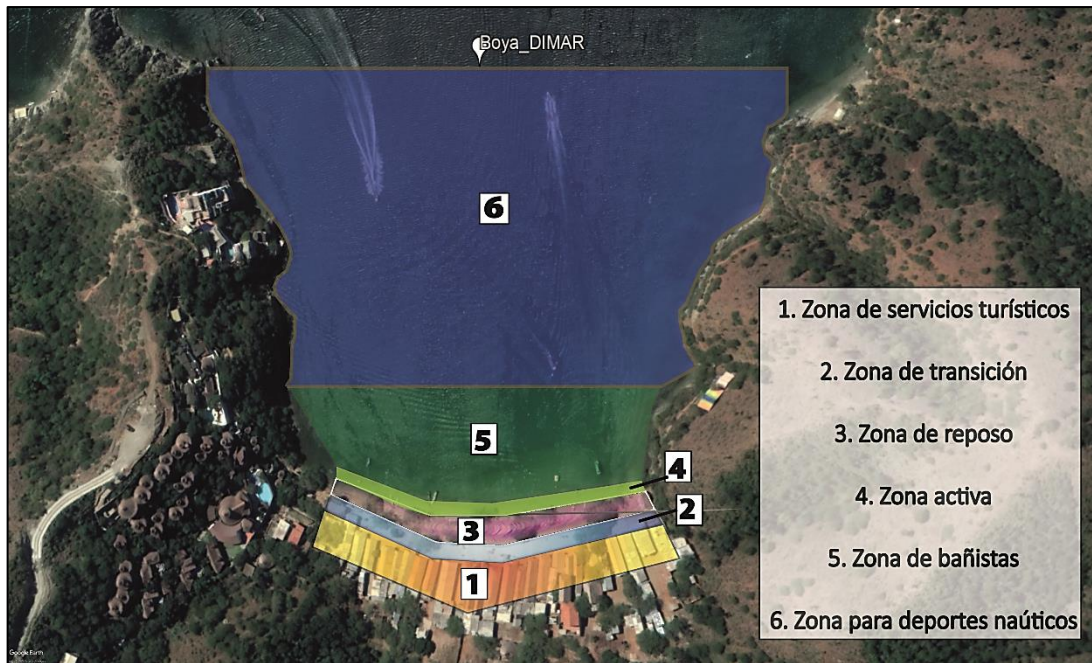 Boya_DIMAR
6
5
4
3
2
1
1. Zona de servicios turísticos
2. Zona de transición
3. Zona de reposo
4. Zona activa
5. Zona de bañistas
6. Zona para deportes naúticos
Google Earth